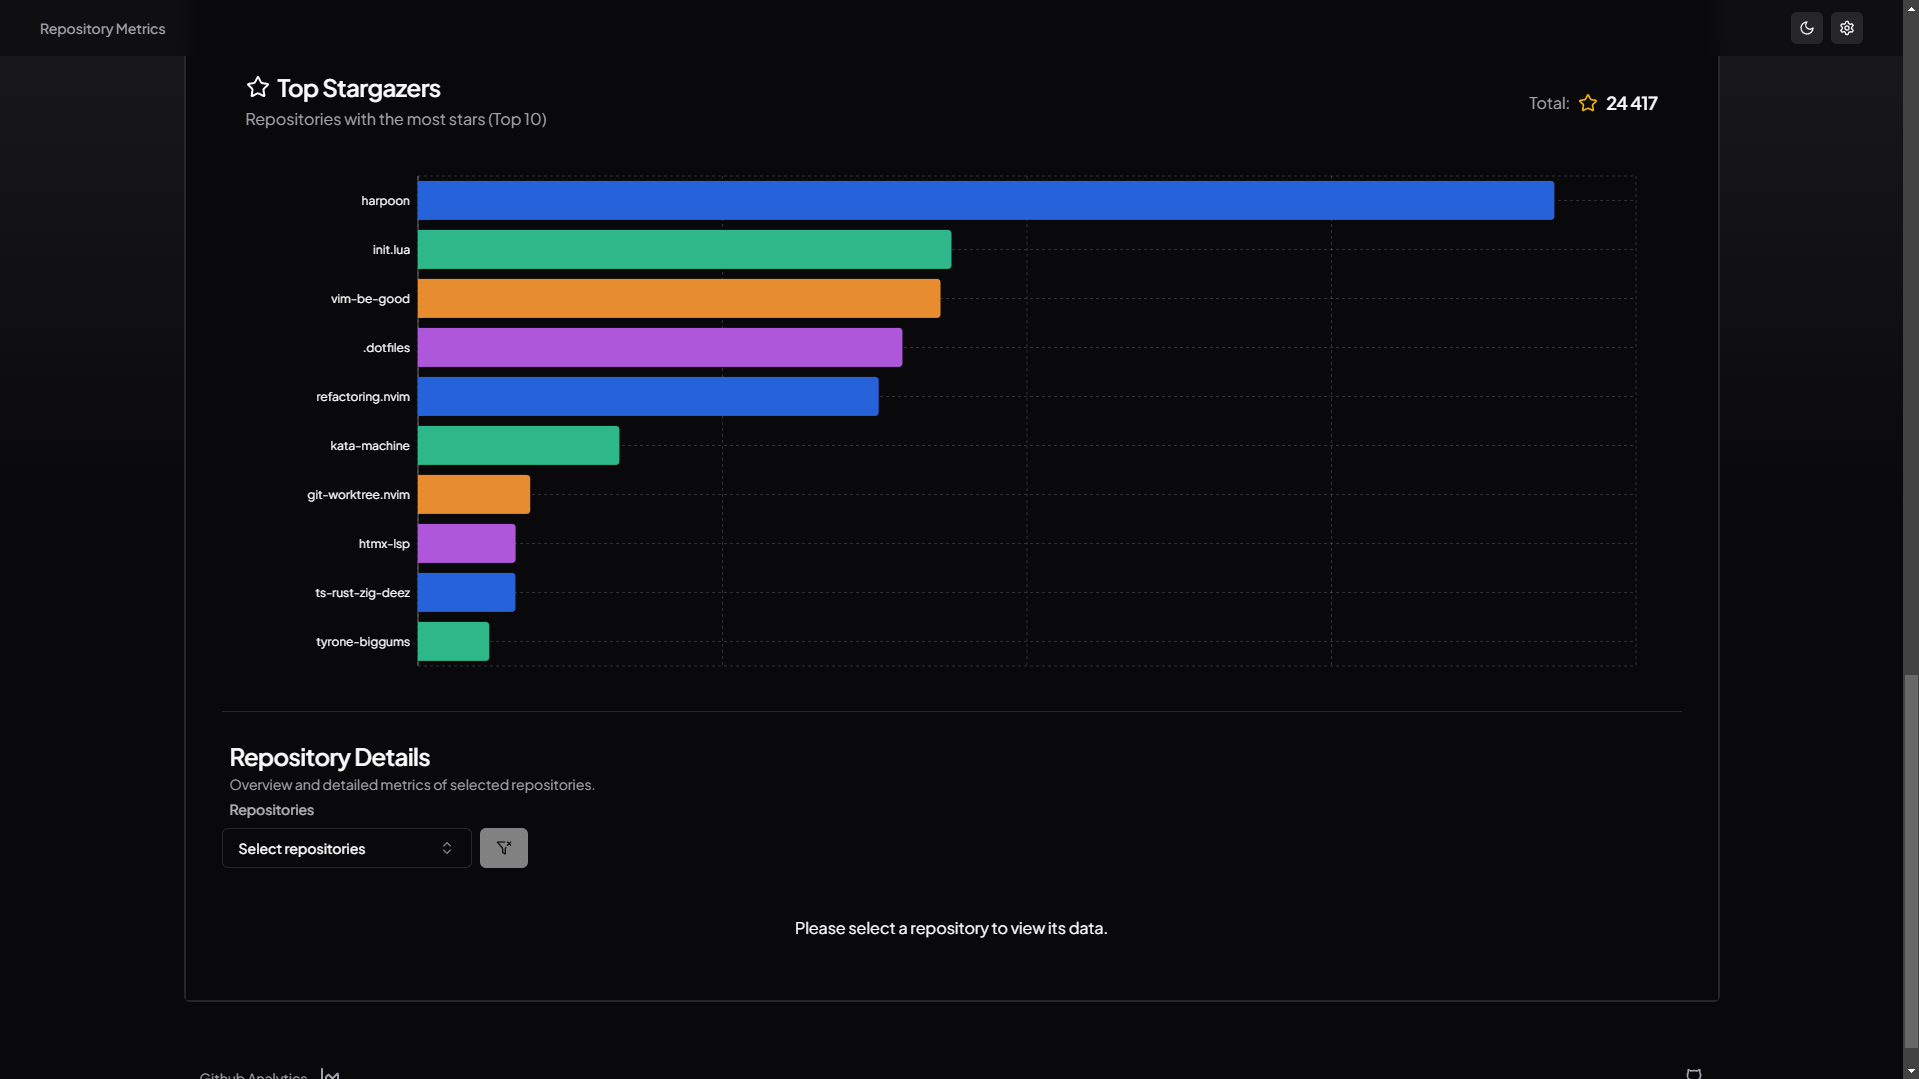 Repository Metrics
Top Stargazers
Repositories with the most stars (Top 10)
Total: 24 417
harpoon
init.lua
vim-be-good
.dotfiles
refactoring.nvim
kata-machine
git-worktree.nvim
htmx-lsp
ts-rust-zig-deez
tyrone-biggums
Repository Details
Overview and detailed metrics of selected repositories.
Repositories
Select repositories
Please select a repository to view its data.
Github Analytics